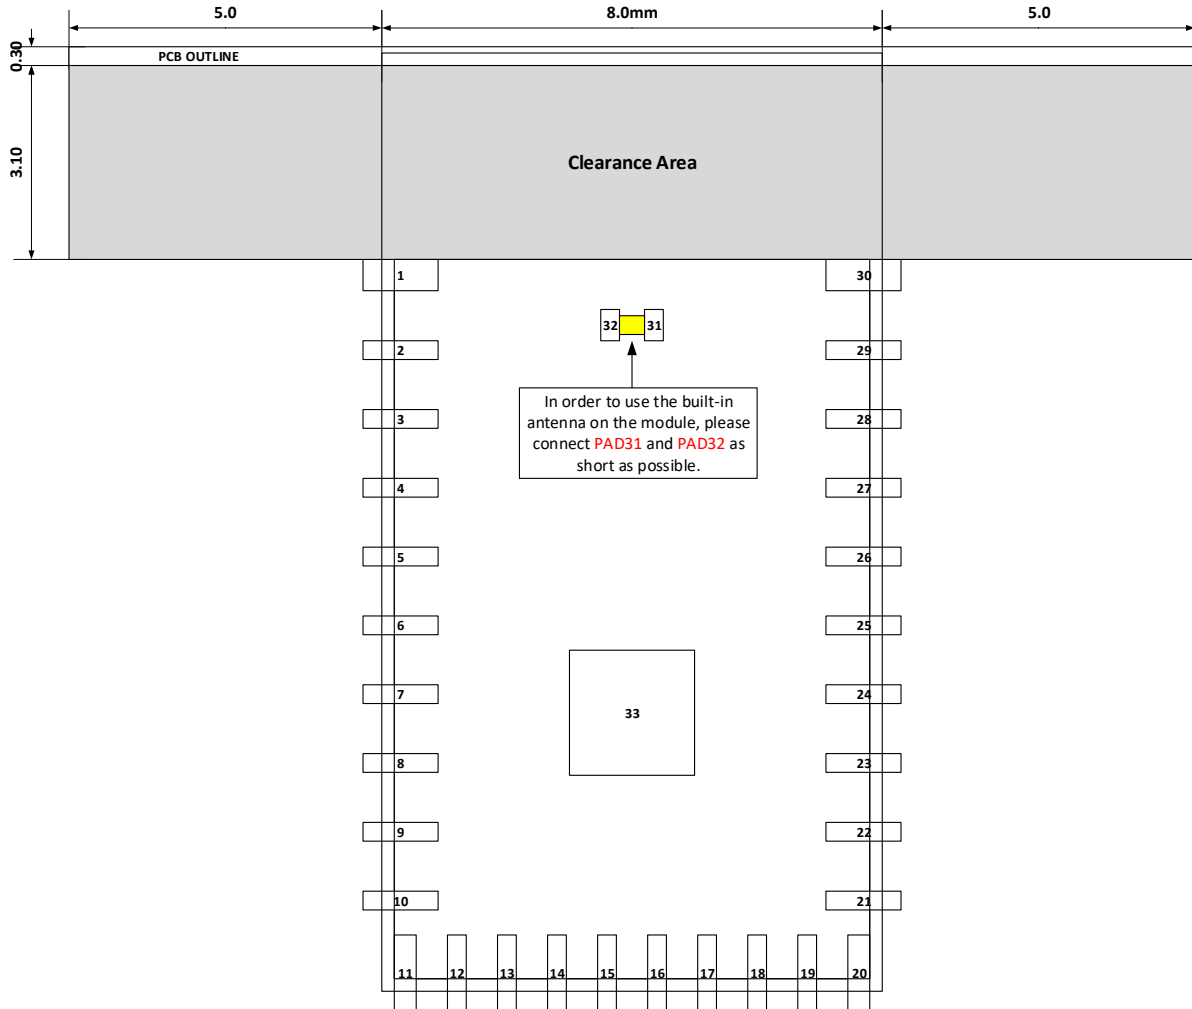 5.0 8.0mm 5.0
0.30
PCB OUTLINE
3.10
Clearance Area
1 30
32 31
2 29
In order to use the built-in
antenna on the module, please
connect PAD31 and PAD32 as
short as possible.
3 28
4 27
5 26
6 25
7 24
33
8 23
9 22
10 21
11 12 13 14 15 16 17 18 19 20